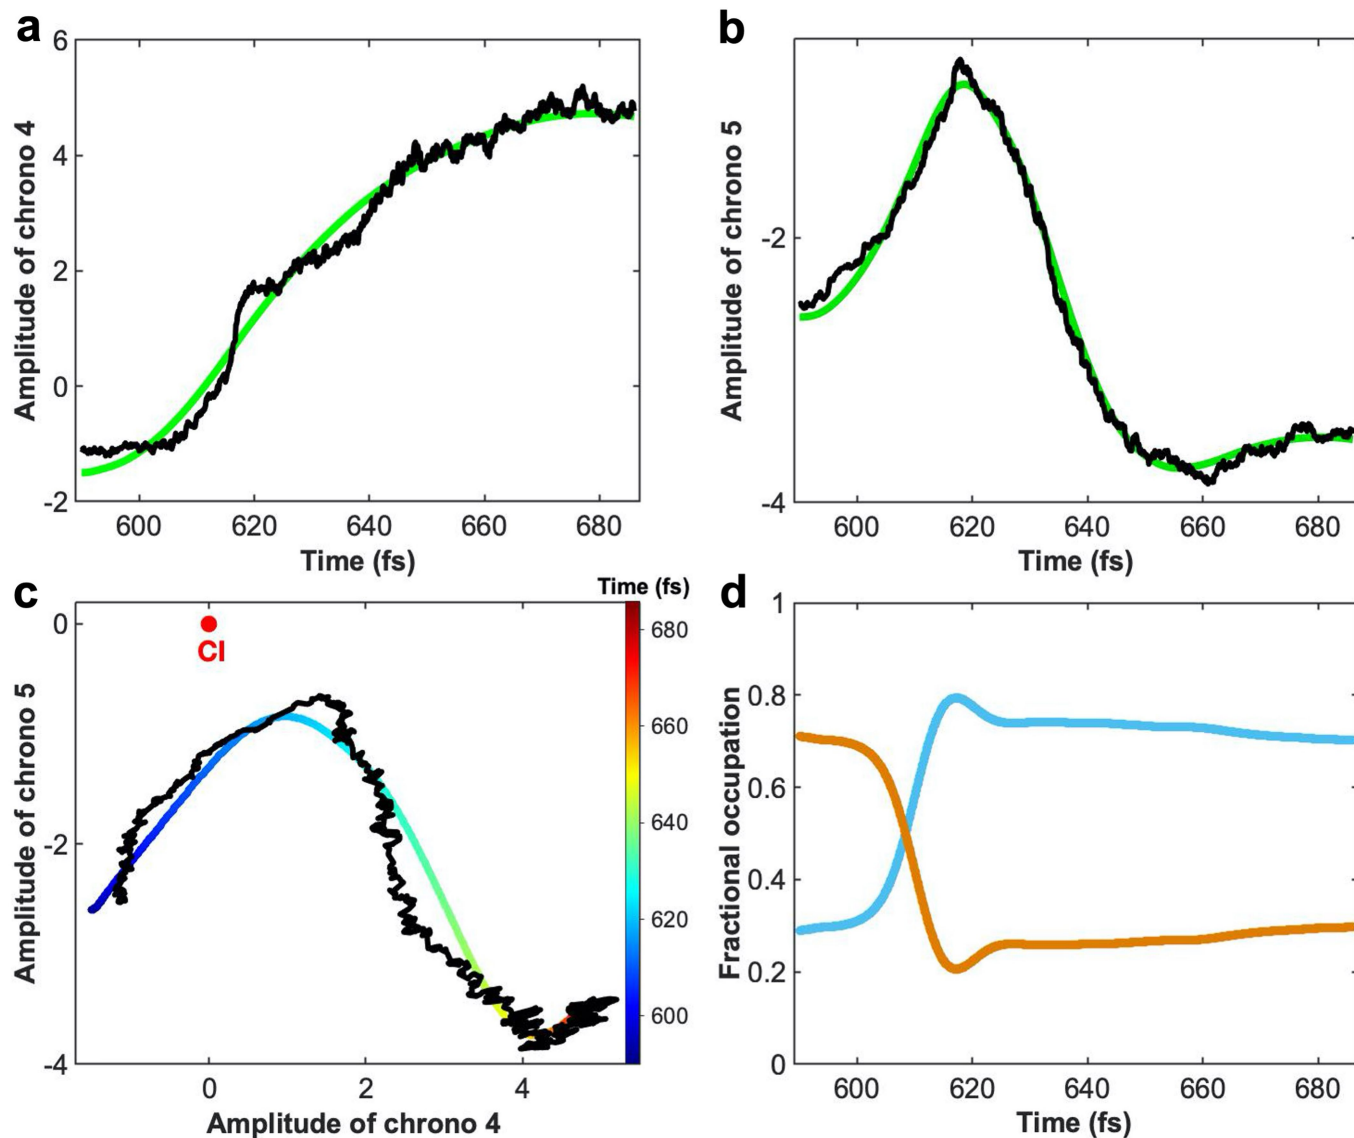 a
6
4
2
0
-2
Amplitude of chrono 4
600 620 640 660 680
Time (fs)
b
-2
-4
Amplitude of chrono 5
600 620 640 660 680
Time (fs)
c
0
-2
-4
Amplitude of chrono 5
CI
0 2 4
Amplitude of chrono 4
Time (fs)
680
660
640
620
600
d
1
0.8
0.6
0.4
0.2
0
Fractional occupation
600 620 640 660 680
Time (fs)